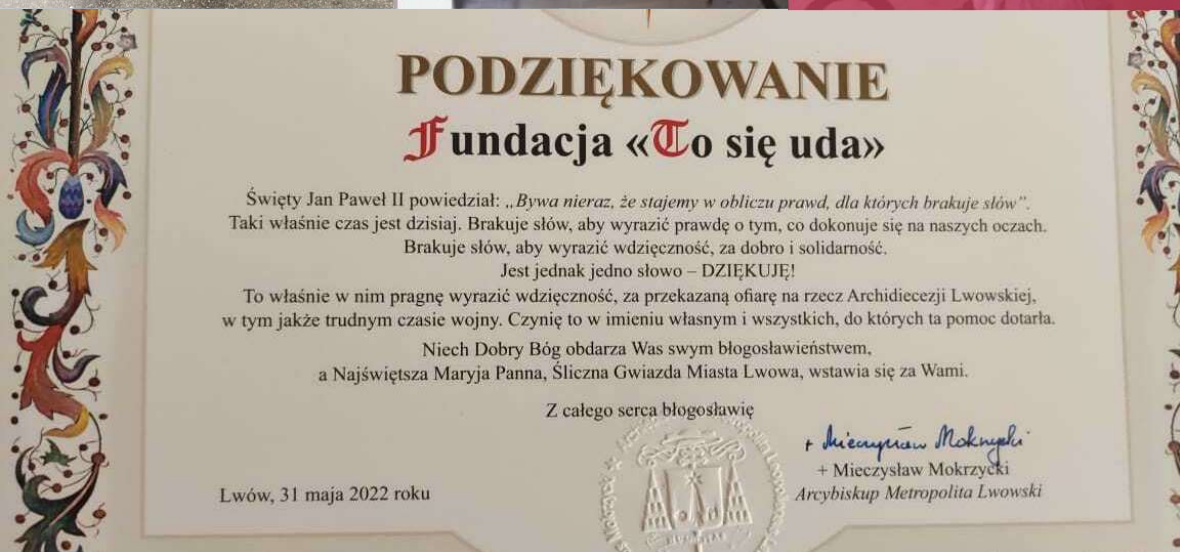 PODZIĘKOWANIE
Fundacja «To się uda»
Święty Jan Paweł II powiedział: „Bywa nieraz, że stajemy w obliczu prawd, dla których brakuje słów”.
Taki właśnie czas jest dzisiaj. Brakuje słów, aby wyrazić prawdę o tym, co dokonuje się na naszych oczach.
Brakuje słów, aby wyrazić wdzięczność, za dobro i solidarność.
Jest jednak jedno słowo – DZIĘKUJĘ!
To właśnie w nim pragnę wyrazić wdzięczność, za przekazaną ofiarę na rzecz Archidiecezji Lwowskiej,
w tym jakże trudnym czasie wojny. Czynię to w imieniu własnym i wszystkich, do których ta pomoc dotarła.
Niech Dobry Bóg obdarza Was swym błogosławieństwem,
a Najświętsza Maryja Panna, Śliczna Gwiazda Miasta Lwowa, wstawia się za Wami.
Z całego serca błogosławię
+ Mieczysław Mokrzycki
+ Mieczysław Mokrzycki
Arcybiskup Metropolita Lwowski
Lwów, 31 maja 2022 roku